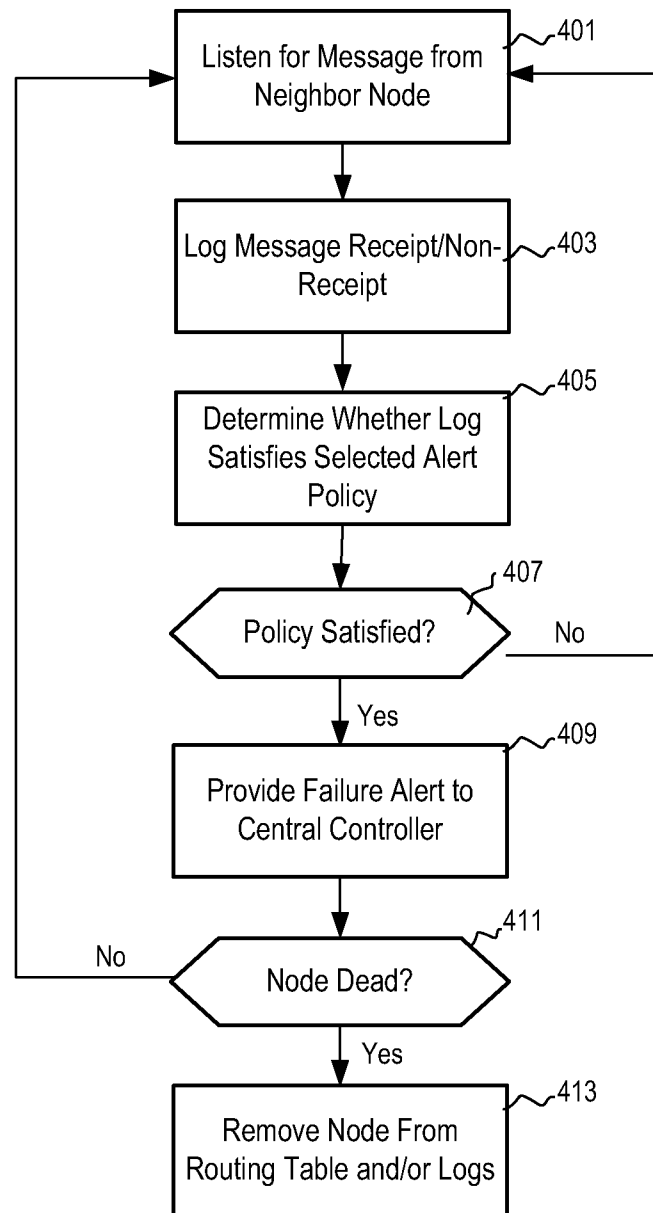 401
Listen for Message from
Neighbor Node
Log Message Receipt/Non-
Receipt
403
405
Determine Whether Log
Satisfies Selected Alert
Policy
407
Policy Satisfied?
No
Yes
409
Provide Failure Alert to
Central Controller
411
No
Node Dead?
Yes
413
Remove Node From
Routing Table and/or Logs